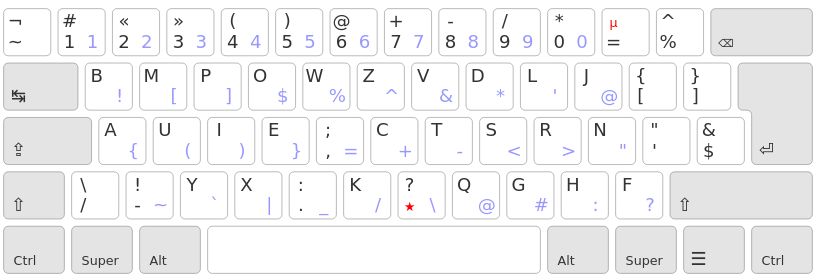 ¬ # « » ( ) @ + - / * µ ^
~ 1 1 2 2 3 3 4 4 5 5 6 6 7 7 8 8 9 9 0 0 = % ⌫
B M P O W Z V D L J { }
↹ ! [ ] $ % ^ & * ' @ [ ]
A U I E ; C T S R N " &
⇪ { ( ) } , = + - < > " ' $ ⏎
\ ! Y X : K ? Q G H F
⇧ / - ~ ` | . _ / ★ \ @ # : ? ⇧
Ctrl Super Alt Alt Super ☰ Ctrl